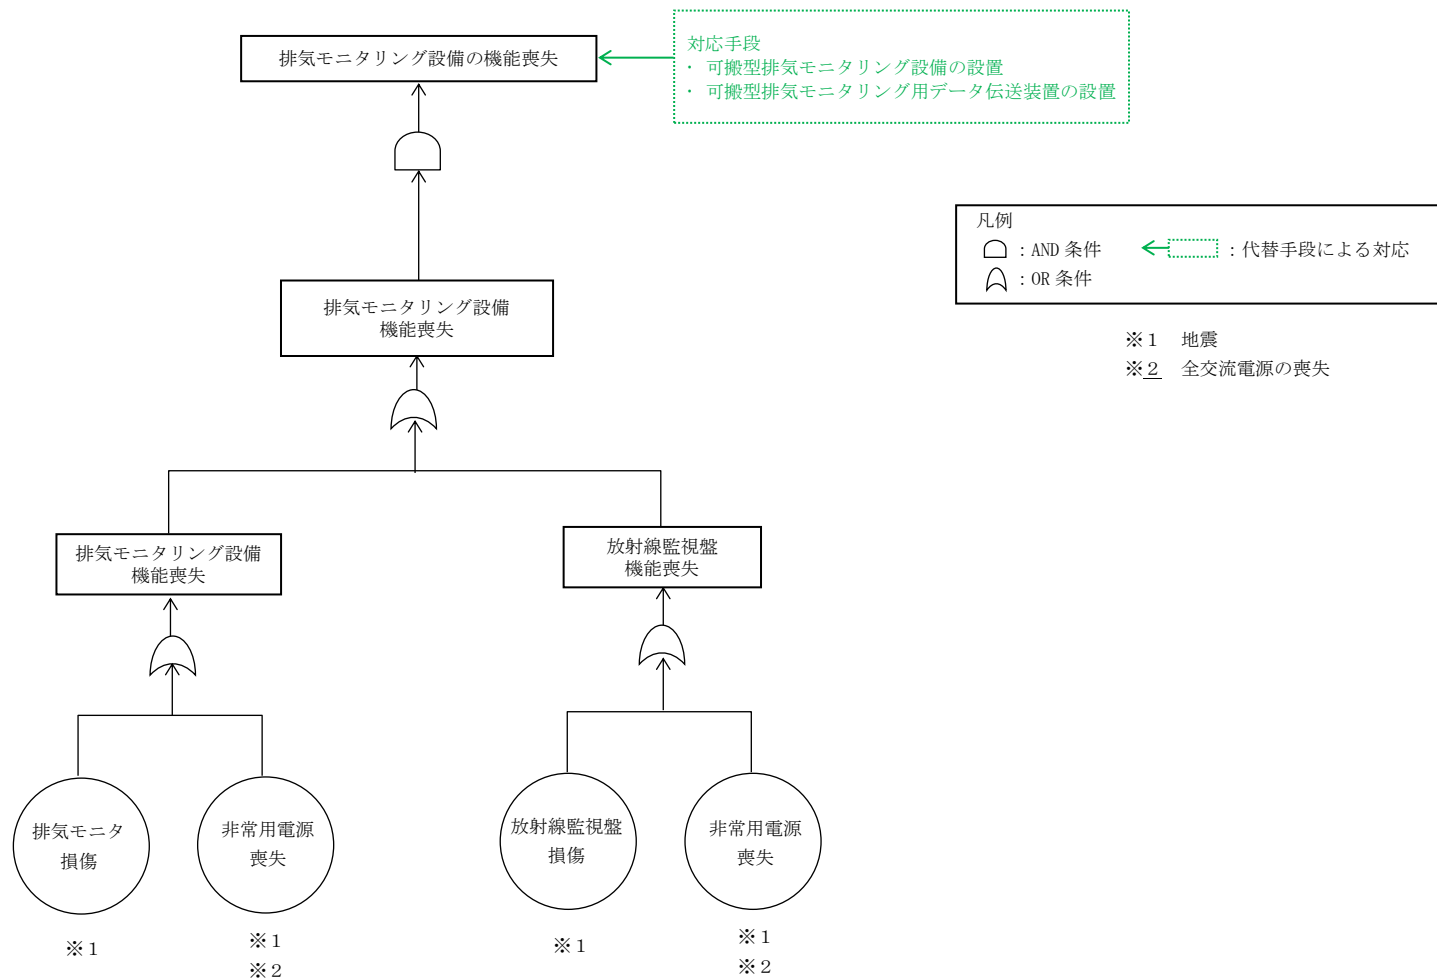 排気モニタリング設備の機能喪失
対応手段
・ 可搬型排気モニタリング設備の設置
・ 可搬型排気モニタリング用データ伝送装置の設置
凡例
：AND 条件
：代替手段による対応
：OR 条件
※１　地震
※２　全交流電源の喪失
排気モニタリング設備
機能喪失
排気モニタリング設備
機能喪失
放射線監視盤
機能喪失
排気モニタ
損傷
非常用電源
喪失
放射線監視盤
損傷
非常用電源
喪失
※１
※１
※２
※１
※１
※２